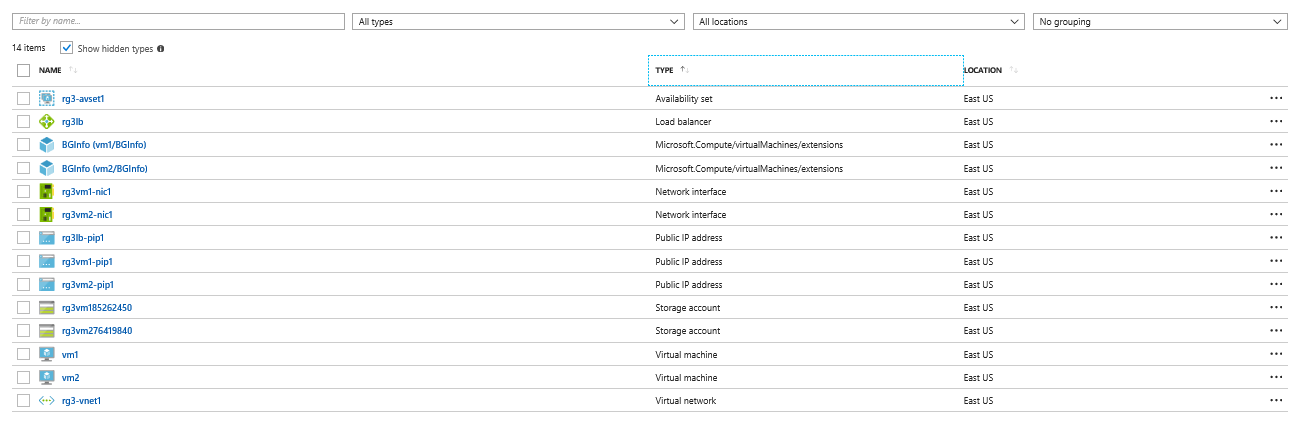 Filter by name... All types All locations No grouping
14 items Show hidden types
NAME TYPE LOCATION
rg3-avset1 Availability set East US
rg3lb Load balancer East US
BGInfo (vm1/BGInfo) Microsoft.Compute/virtualMachines/extensions East US
BGInfo (vm2/BGInfo) Microsoft.Compute/virtualMachines/extensions East US
rg3vm1-nic1 Network interface East US
rg3vm2-nic1 Network interface East US
rg3lb-pip1 Public IP address East US
rg3vm1-pip1 Public IP address East US
rg3vm2-pip1 Public IP address East US
rg3vm185262450 Storage account East US
rg3vm276419840 Storage account East US
vm1 Virtual machine East US
vm2 Virtual machine East US
rg3-vnet1 Virtual network East US